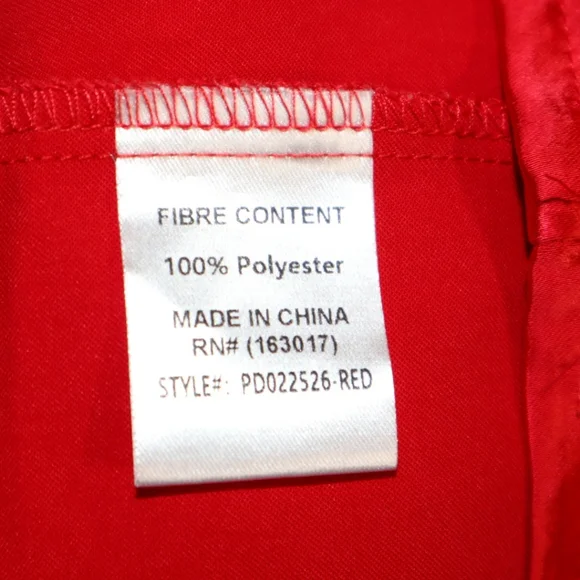 FIBRE CONTENT
100% Polyester
MADE IN CHINA
RN# (163017)
STYLE#: PD022526-RED